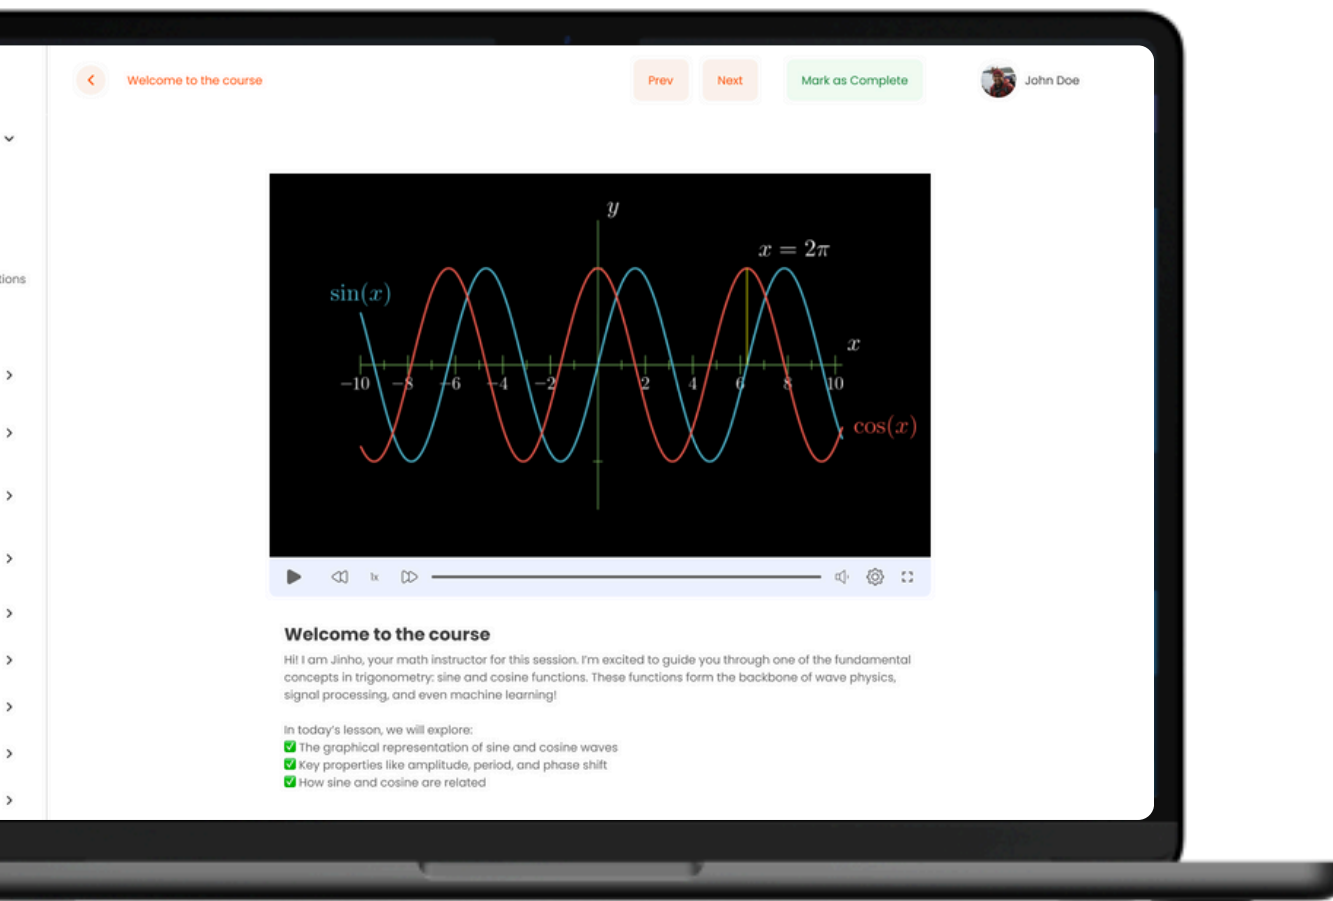 Welcome to the course
Prev
Next
Mark as Complete
John Doe
tions
y
x = 2π
sin(x)
x
−10 −8 −6 −4 −2 2 4 6 8 10
cos(x)
1x
Welcome to the course
Hi! I am Jinho, your math instructor for this session. I'm excited to guide you through one of the fundamental
concepts in trigonometry: sine and cosine functions. These functions form the backbone of wave physics,
signal processing, and even machine learning!
In today's lesson, we will explore:
✅ The graphical representation of sine and cosine waves
✅ Key properties like amplitude, period, and phase shift
✅ How sine and cosine are related